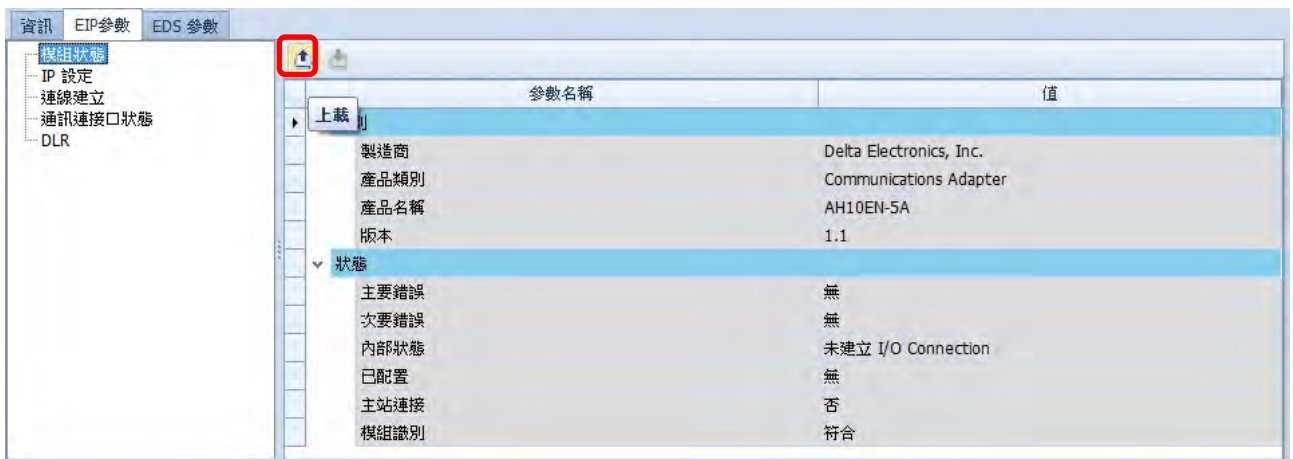 資訊 EIP參數 EDS 參數
模組狀態
IP 設定
連線建立
通訊連接口狀態
DLR
參數名稱 值
上載
製造商 Delta Electronics, Inc.
產品類別 Communications Adapter
產品名稱 AH10EN-5A
版本 1.1
狀態
主要錯誤 無
次要錯誤 無
內部狀態 未建立 I/O Connection
已配置 無
主站連接 否
模組識別 符合